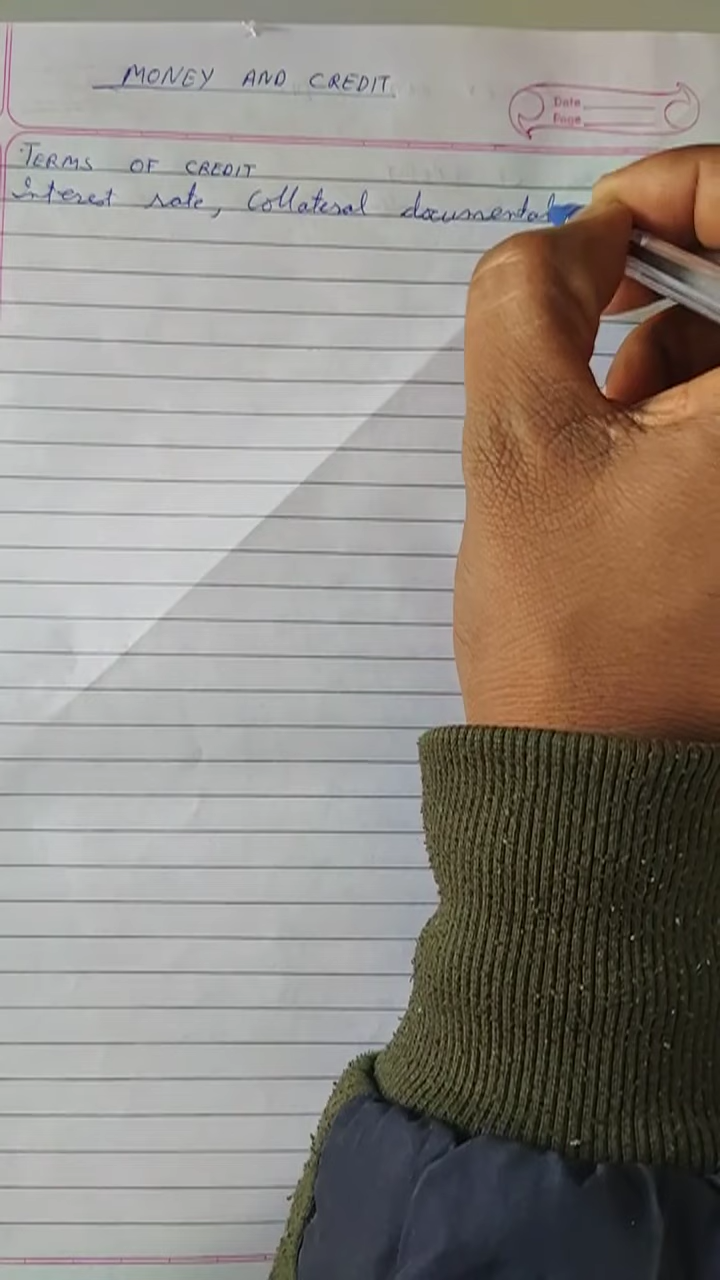 MONEY AND CREDIT
Date
Page
TERMS OF CREDIT
Interest rate, Collateral documentat